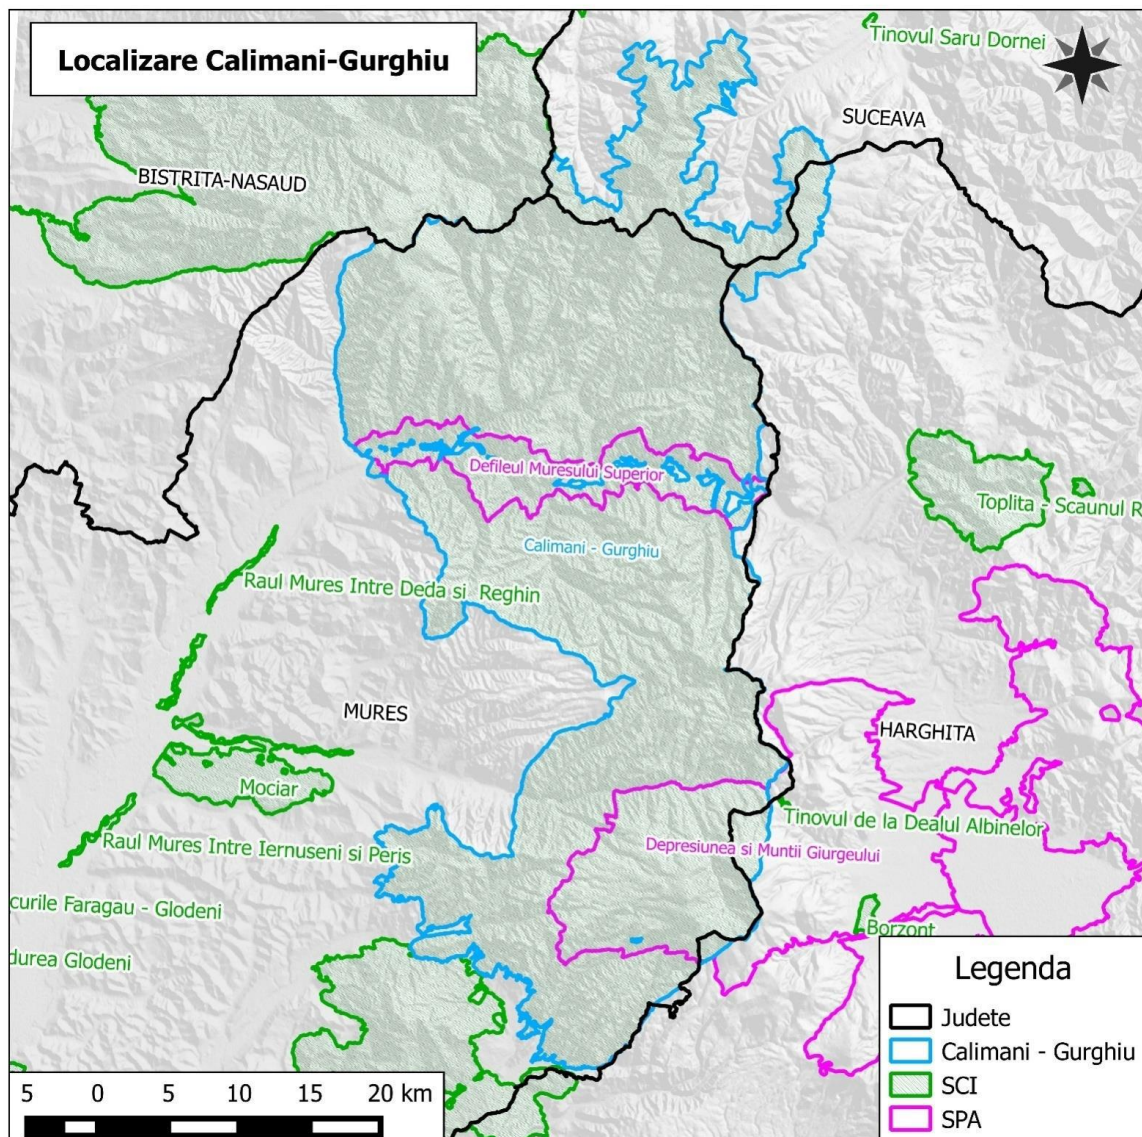 Localizare Calimani-Gurghiu
Tinovul Saru Dornei
SUCEAVA
BISTRITA-NASAUD
Defileul Muresului Superior
Toplita - Scaunul R
Calimani - Gurghiu
Raul Mures Intre Deda si Reghin
MURES
HARGHITA
Mociar
Tinovul de la Dealul Albinelor
Raul Mures Intre Iernuseni si Peris
Depresiunea si Muntii Giurgeului
curile Faragau - Glodeni
Borzont
durea Glodeni
Legenda
Judete
Calimani - Gurghiu
SCI
SPA
5 0 5 10 15 20 km